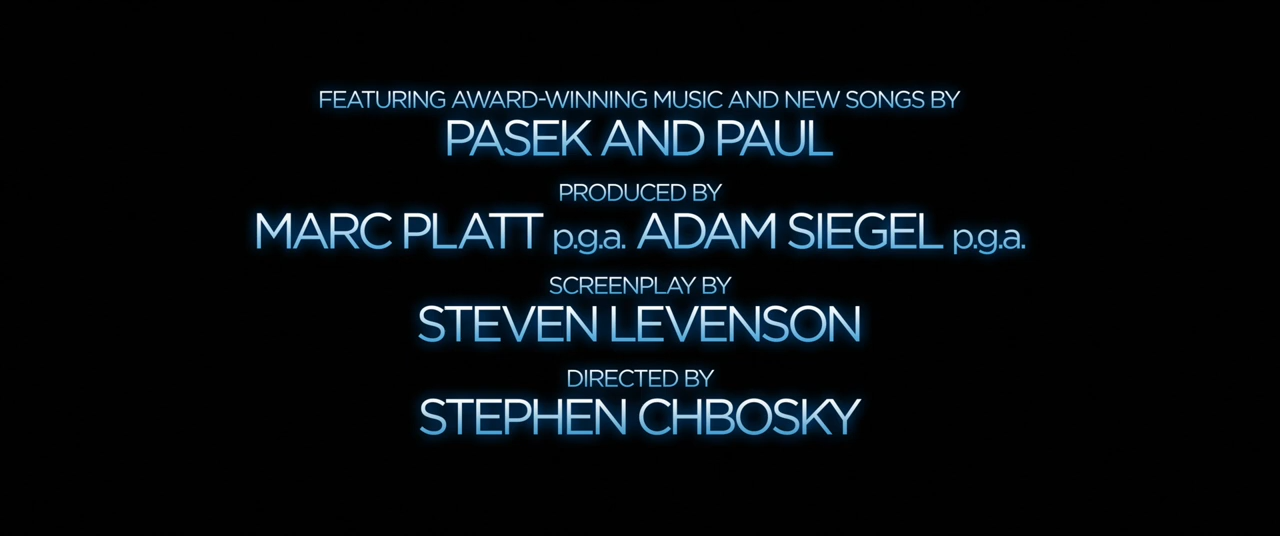 FEATURING AWARD-WINNING MUSIC AND NEW SONGS BY
PASEK AND PAUL
PRODUCED BY
MARC PLATT p.g.a. ADAM SIEGEL p.g.a.
SCREENPLAY BY
STEVEN LEVENSON
DIRECTED BY
STEPHEN CHBOSKY